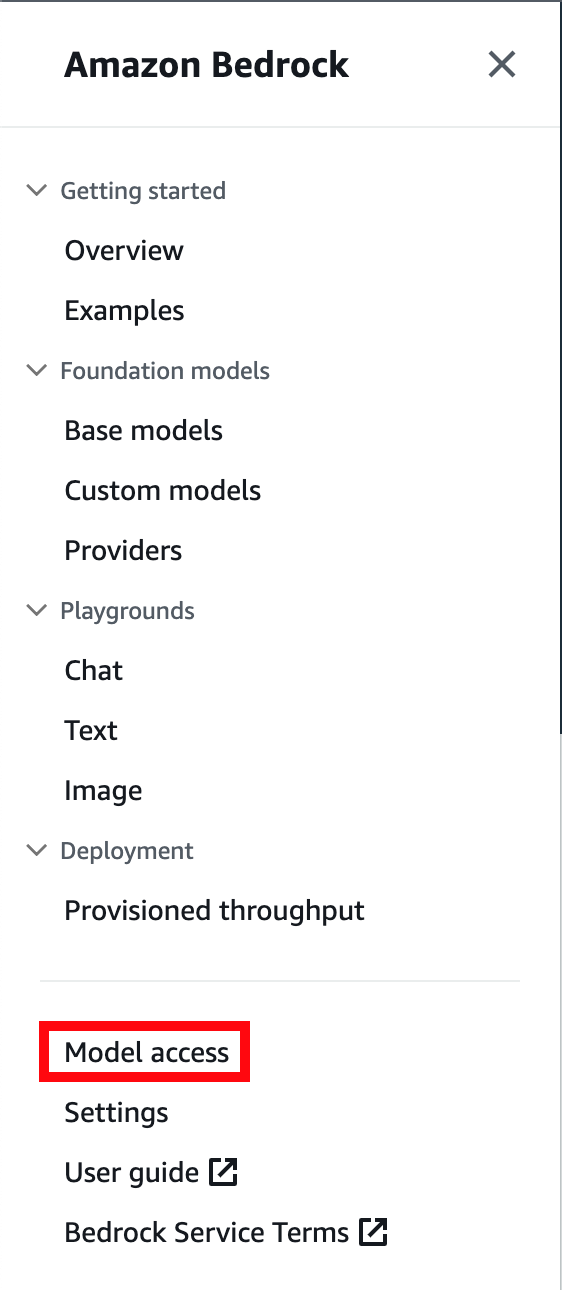 Amazon Bedrock
Getting started
Overview
Examples
Foundation models
Base models
Custom models
Providers
Playgrounds
Chat
Text
Image
Deployment
Provisioned throughput
Model access
Settings
User guide
Bedrock Service Terms